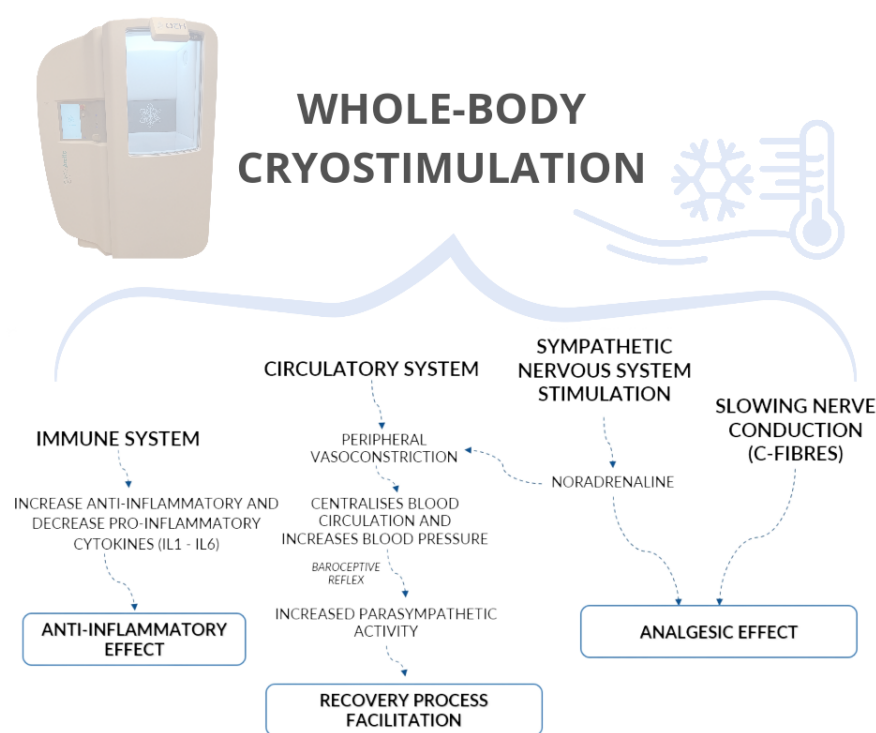 WHOLE-BODY
CRYOSTIMULATION
IMMUNE SYSTEM
INCREASE ANTI-INFLAMMATORY AND
DECREASE PRO-INFLAMMATORY
CYTOKINES (IL1 - IL6)
ANTI-INFLAMMATORY
EFFECT
CIRCULATORY SYSTEM
PERIPHERAL
VASOCONSTRICTION
CENTRALISES BLOOD
CIRCULATION AND
INCREASES BLOOD PRESSURE
BAROCEPTIVE
REFLEX
INCREASED PARASYMPATHETIC
ACTIVITY
RECOVERY PROCESS
FACILITATION
SYMPATHETIC
NERVOUS SYSTEM
STIMULATION
NORADRENALINE
SLOWING NERVE
CONDUCTION
(C-FIBRES)
ANALGESIC EFFECT